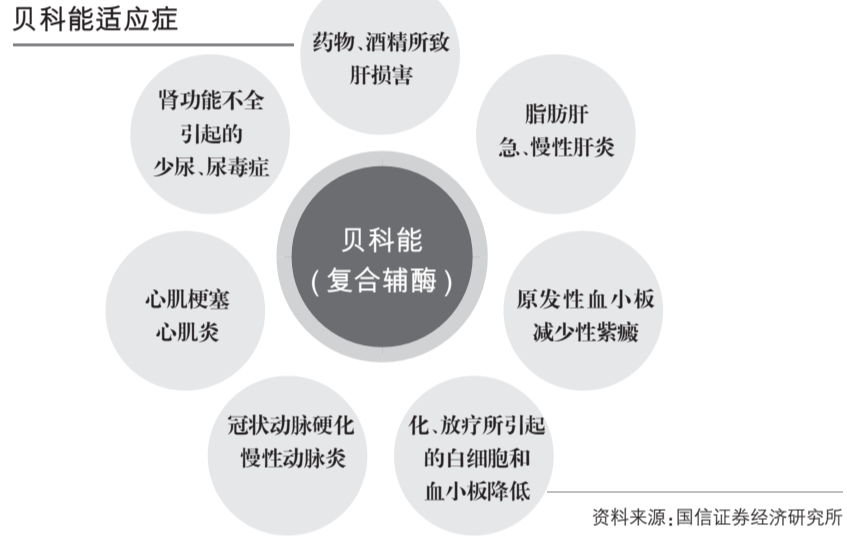 贝科能适应症
药物、酒精所致
肝损害
脂肪肝
急、慢性肝炎
原发性血小板
减少性紫癜
化、放疗所引起
的白细胞和
血小板降低
冠状动脉硬化
慢性动脉炎
心肌梗塞
心肌炎
肾功能不全
引起的
少尿、尿毒症
贝科能
(复合辅酶)
资料来源:国信证券经济研究所